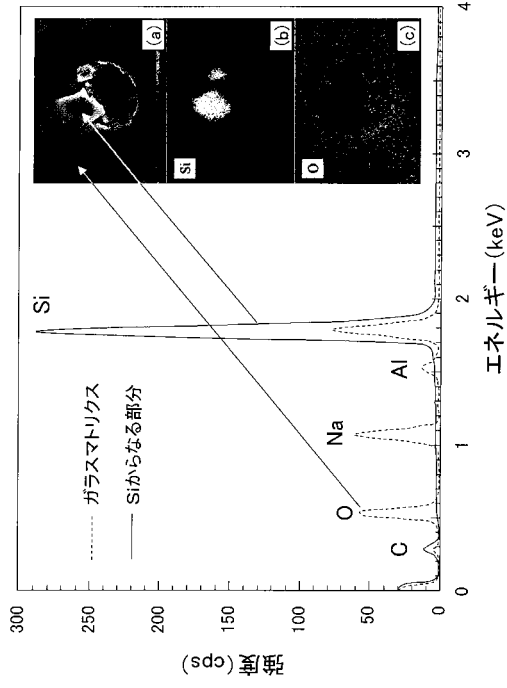 300
250
200
150
100
50
0
強度(cps)
0
1
2
3
4
エネルギー(keV)
ガラスマトリクス
Siからなる部分
C
O
Na
Al
Si
(a)
Si
(b)
O
(c)